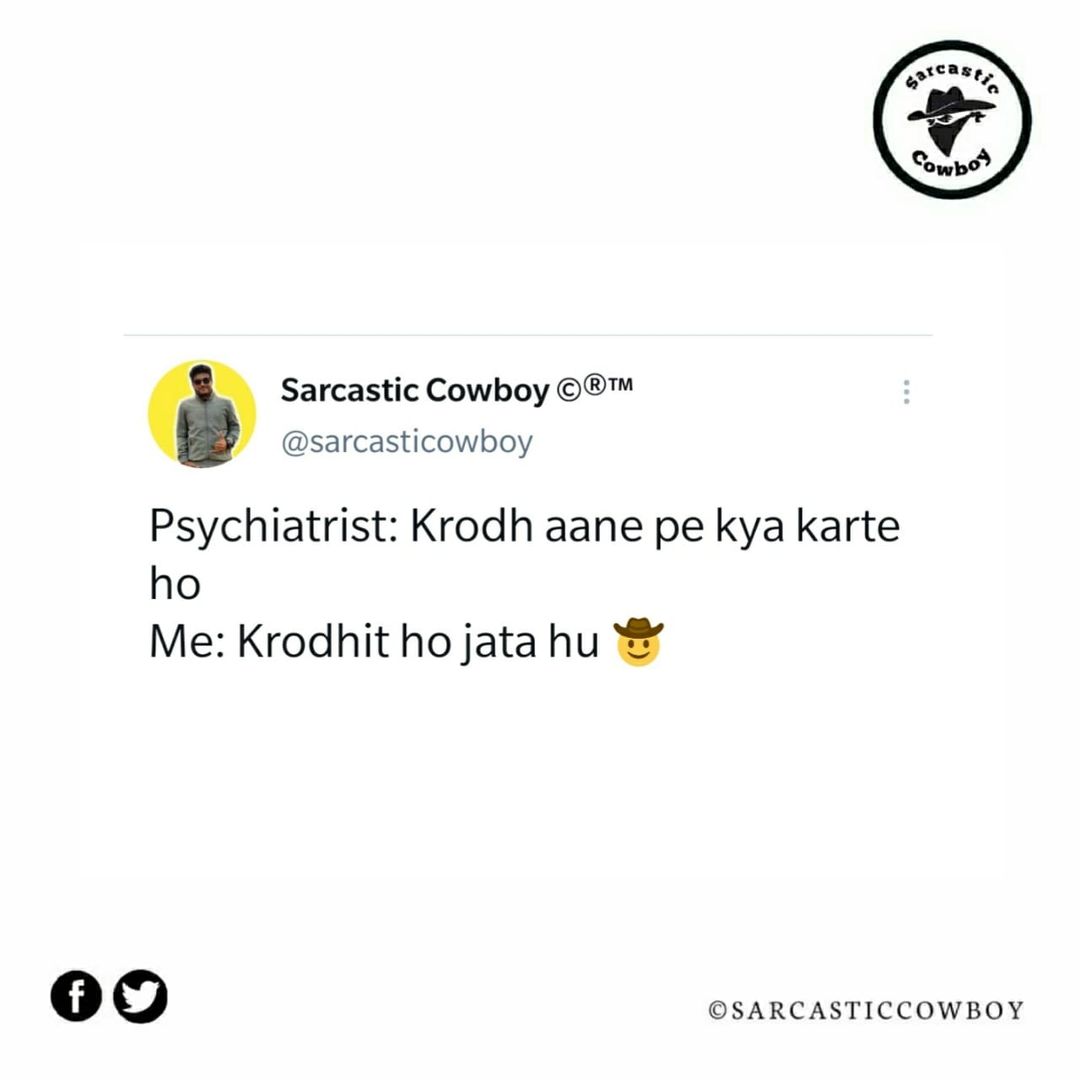 Sarcastic
Cowboy
Sarcastic Cowboy ©®™
@sarcasticowboy
Psychiatrist: Krodh aane pe kya karte
ho
Me: Krodhit ho jata hu 🤠
©SARCASTICCOWBOY